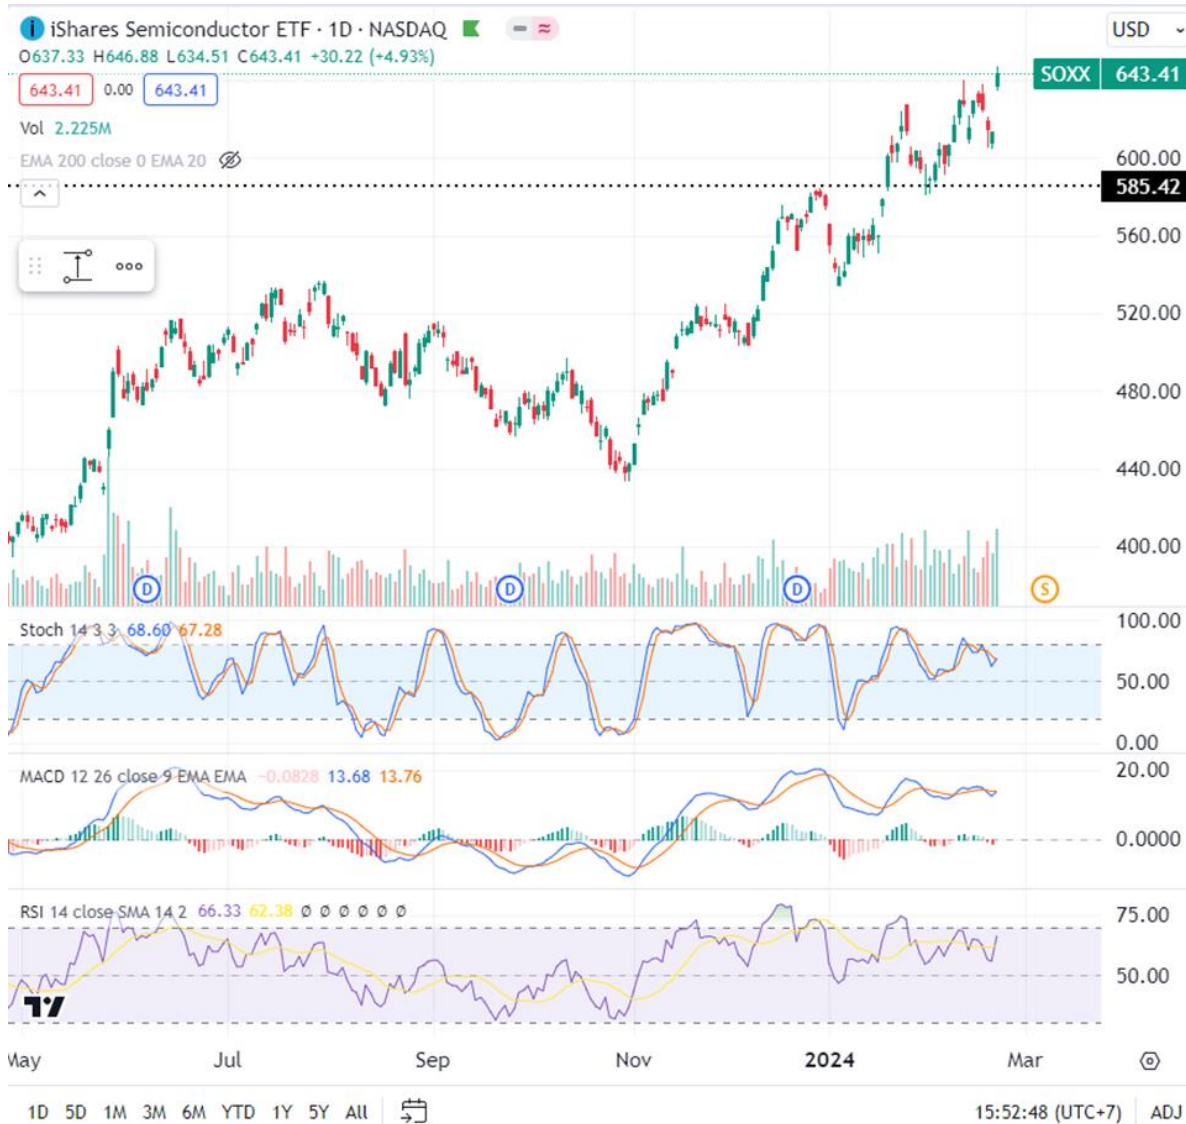 iShares Semiconductor ETF · 1D · NASDAQ
USD
O637.33 H646.88 L634.51 C643.41 +30.22 (+4.93%)
SOXX 643.41
643.41 0.00 643.41
Vol 2.225M
EMA 200 close 0 EMA 20
600.00
585.42
560.00
520.00
480.00
440.00
400.00
D D D S
Stoch 14 3 3 68.60 67.28
100.00
50.00
0.00
MACD 12 26 close 9 EMA EMA −0.0828 13.68 13.76
20.00
0.0000
RSI 14 close SMA 14 2 66.33 62.38 Ø Ø Ø Ø Ø Ø
75.00
50.00
May Jul Sep Nov 2024 Mar
1D 5D 1M 3M 6M YTD 1Y 5Y All 15:52:48 (UTC+7) ADJ